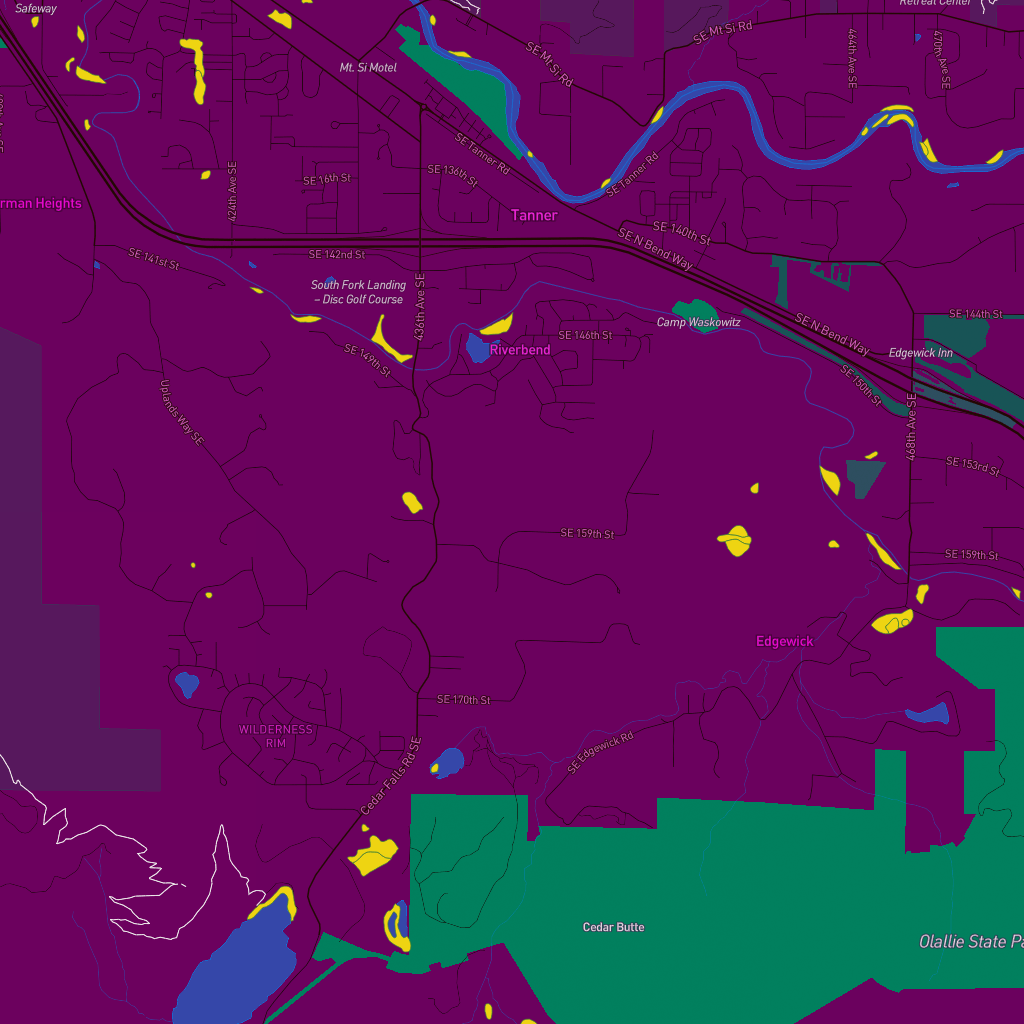 Safeway
Retreat Center
SE Mt Si Rd
SE Mt Si Rd
464th Ave SE
470th Ave SE
Mt. Si Motel
SE Tanner Rd
SE 136th St
SE 16th St
424th Ave SE
SE Tanner Rd
rman Heights
Tanner
SE 140th St
SE N Bend Way
SE 142nd St
SE 141st St
South Fork Landing
– Disc Golf Course
436th Ave SE
Camp Waskowitz
SE N Bend Way
SE 144th St
Edgewick Inn
SE 146th St
Riverbend
SE 149th St
SE 150th St
Uplands Way SE
468th Ave SE
SE 153rd St
SE 159th St
SE 159th St
Edgewick
SE 170th St
WILDERNESS
RIM
SE Edgewick Rd
Cedar Falls Rd SE
Cedar Butte
Olallie State Pa